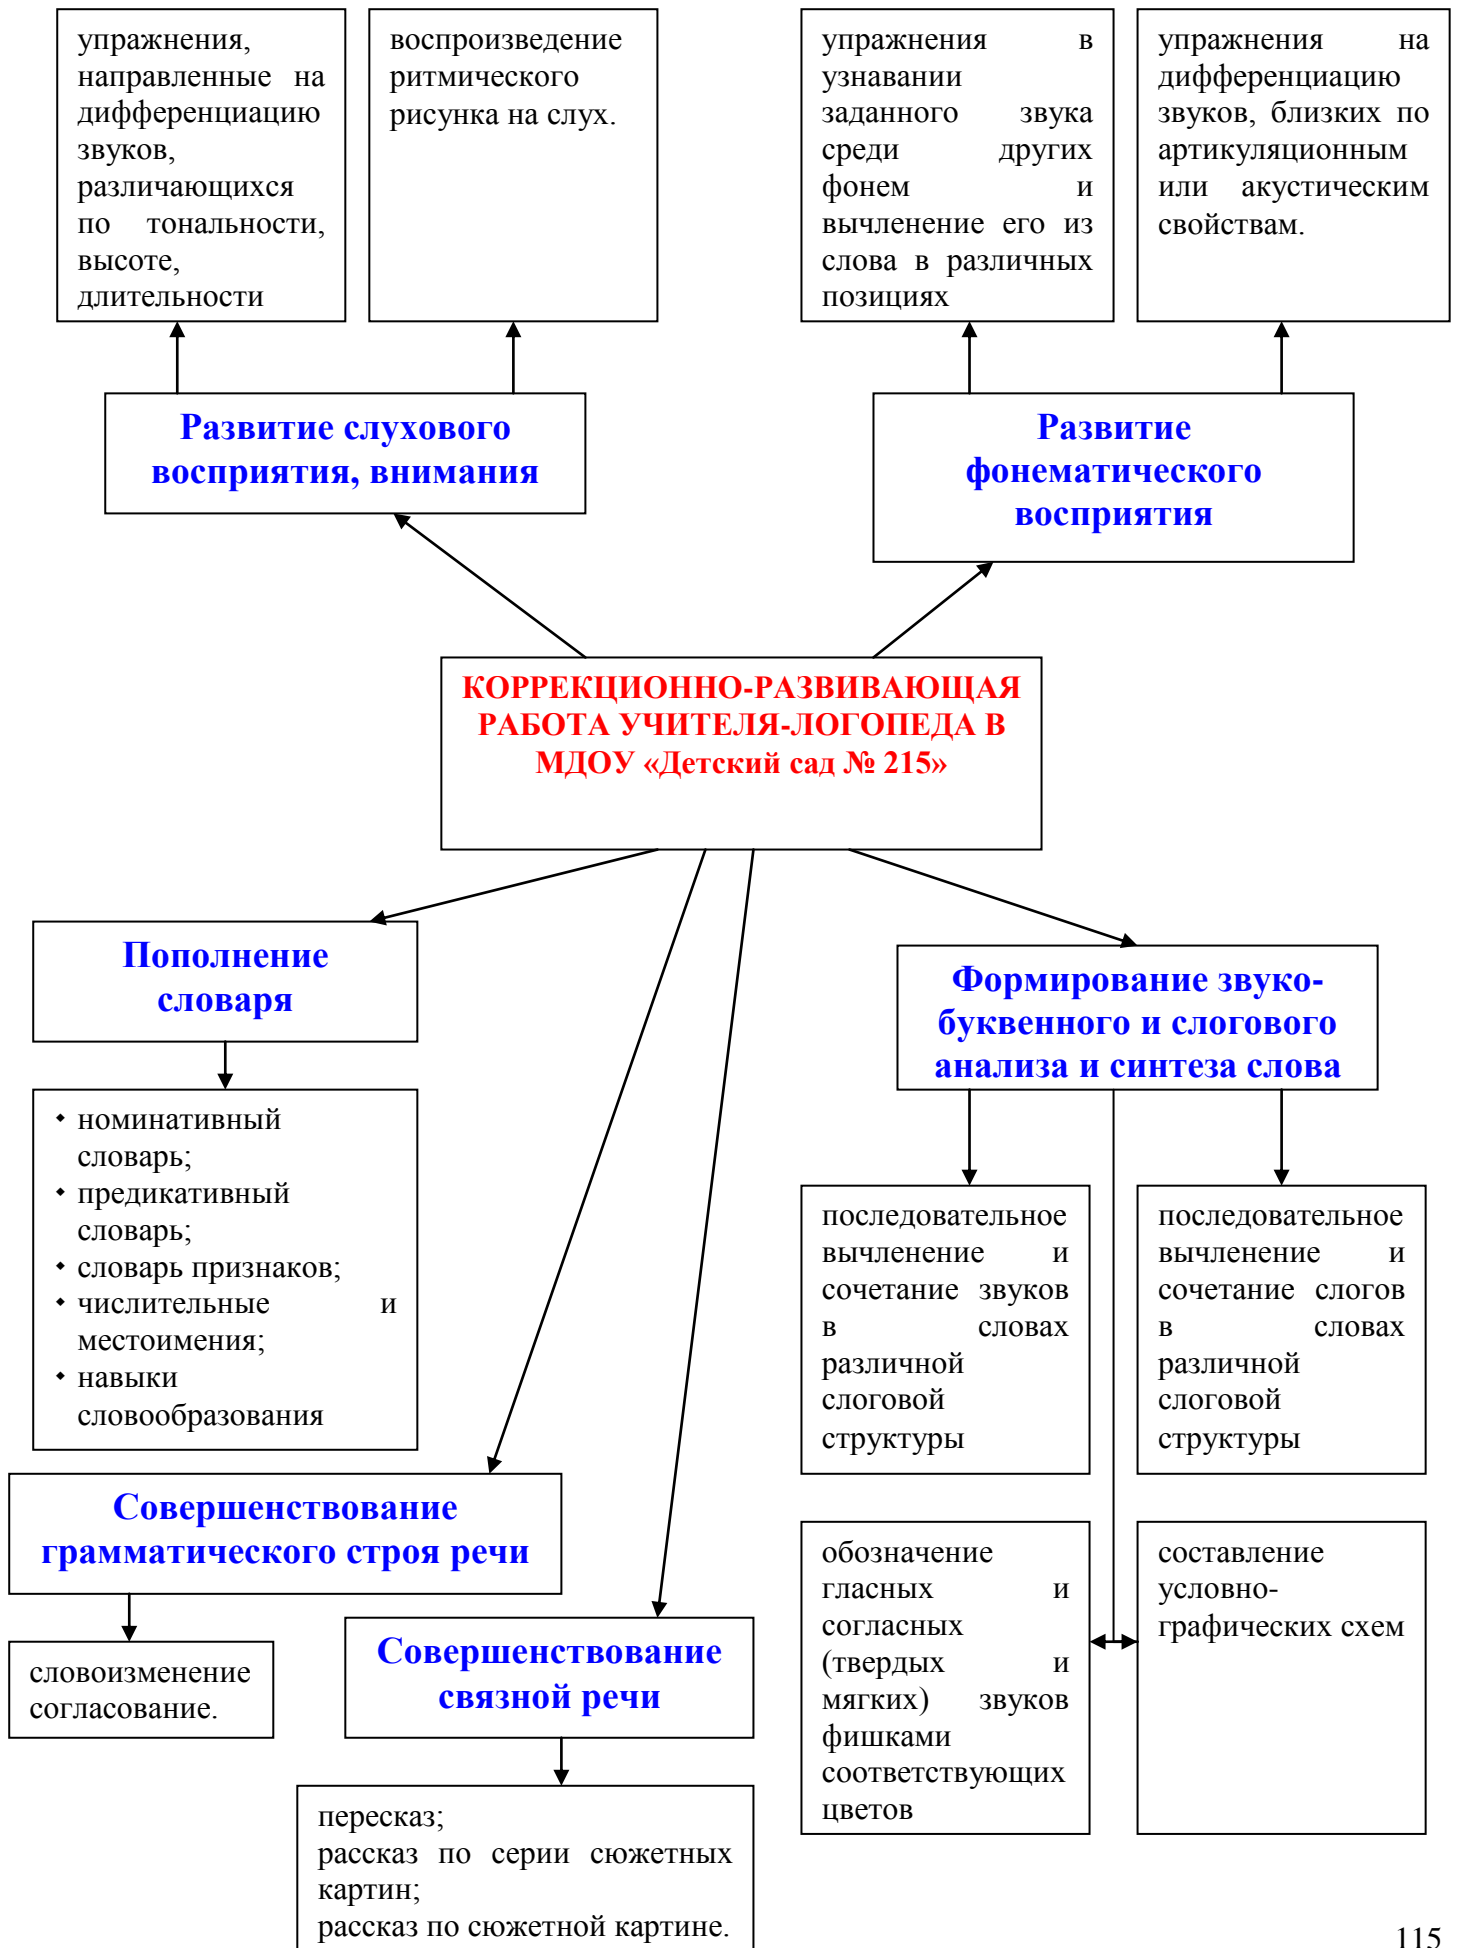 упражнения,
направленные на
дифференциацию
звуков,
различающихся
по тональности,
высоте,
длительности
воспроизведение
ритмического
рисунка на слух.
упражнения в
узнавании
заданного звука
среди других
фонем и
вычленение его из
слова в различных
позициях
упражнения на
дифференциацию
звуков, близких по
артикуляционным
или акустическим
свойствам.
Развитие слухового
восприятия, внимания
Развитие
фонематического
восприятия
КОРРЕКЦИОННО-РАЗВИВАЮЩАЯ
РАБОТА УЧИТЕЛЯ-ЛОГОПЕДА В
МДОУ «Детский сад № 215»
Пополнение
словаря
Формирование звуко-
буквенного и слогового
анализа и синтеза слова
номинативный
словарь;
предикативный
словарь;
словарь признаков;
числительные и
местоимения;
навыки
словообразования
последовательное
вычленение и
сочетание звуков
в словах
различной
слоговой
структуры
последовательное
вычленение и
сочетание слогов
в словах
различной
слоговой
структуры
Совершенствование
грамматического строя речи
словоизменение
согласование.
Совершенствование
связной речи
обозначение
гласных и
согласных
(твердых и
мягких) звуков
фишками
соответствующих
цветов
составление
условно-
графических схем
пересказ;
рассказ по серии сюжетных
картин;
рассказ по сюжетной картине.
115